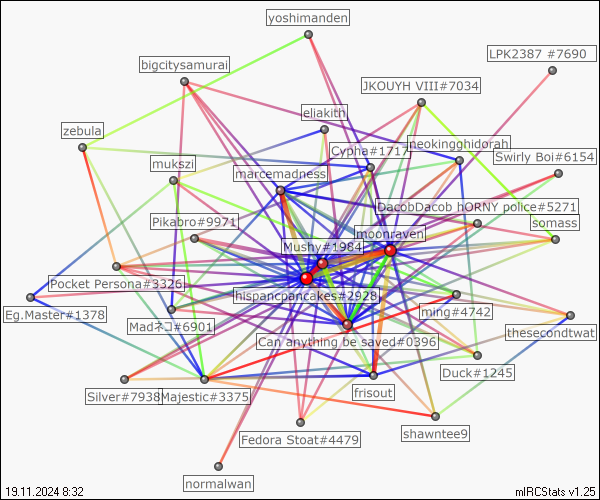 yoshimanden
LPK2387 #7690
bigcitysamurai
JKOUYH VIII#7034
eliakith
zebula
neokingghidorah
Cypha#1717
Swirly Boi#6154
mukszi
marcemadness
DacobDacob hORNY police#5271
Pikabro#9971
somass
moonraven
Mushy#1984
Pocket Persona#3326
hispancpancakes#2928
Eg.Master#1378
ming#4742
Madネコ#6901
thesecondtwat
Can anything be saved#0396
Duck#1245
Silver#7938
Majestic#3375
frisout
shawntee9
Fedora Stoat#4479
normalwan
19.11.2024 8:32
mIRCStats v1.25